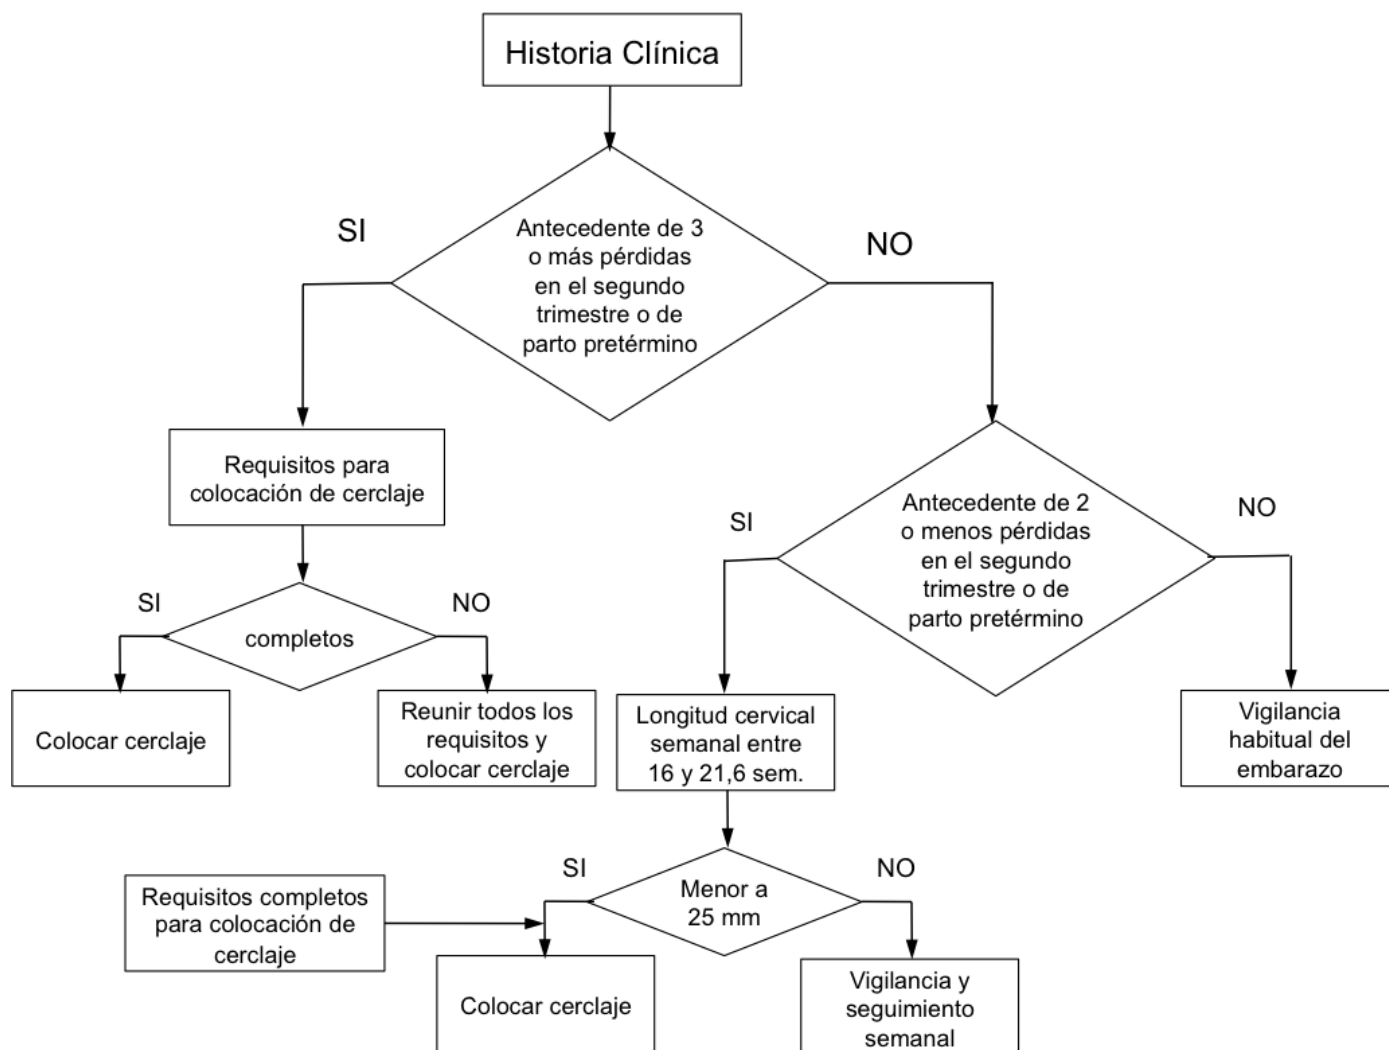 Historia Clínica
SI
NO
Antecedente de 3
o más pérdidas
en el segundo
trimestre o de
parto pretérmino
Requisitos para
colocación de cerclaje
SI
NO
completos
Colocar cerclaje
Reunir todos los
requisitos y
colocar cerclaje
SI
NO
Antecedente de 2
o menos pérdidas
en el segundo
trimestre o de
parto pretérmino
Longitud cervical
semanal entre
16 y 21,6 sem.
Vigilancia
habitual del
embarazo
SI
NO
Menor a
25 mm
Requisitos completos
para colocación de
cerclaje
Colocar cerclaje
Vigilancia y
seguimiento
semanal